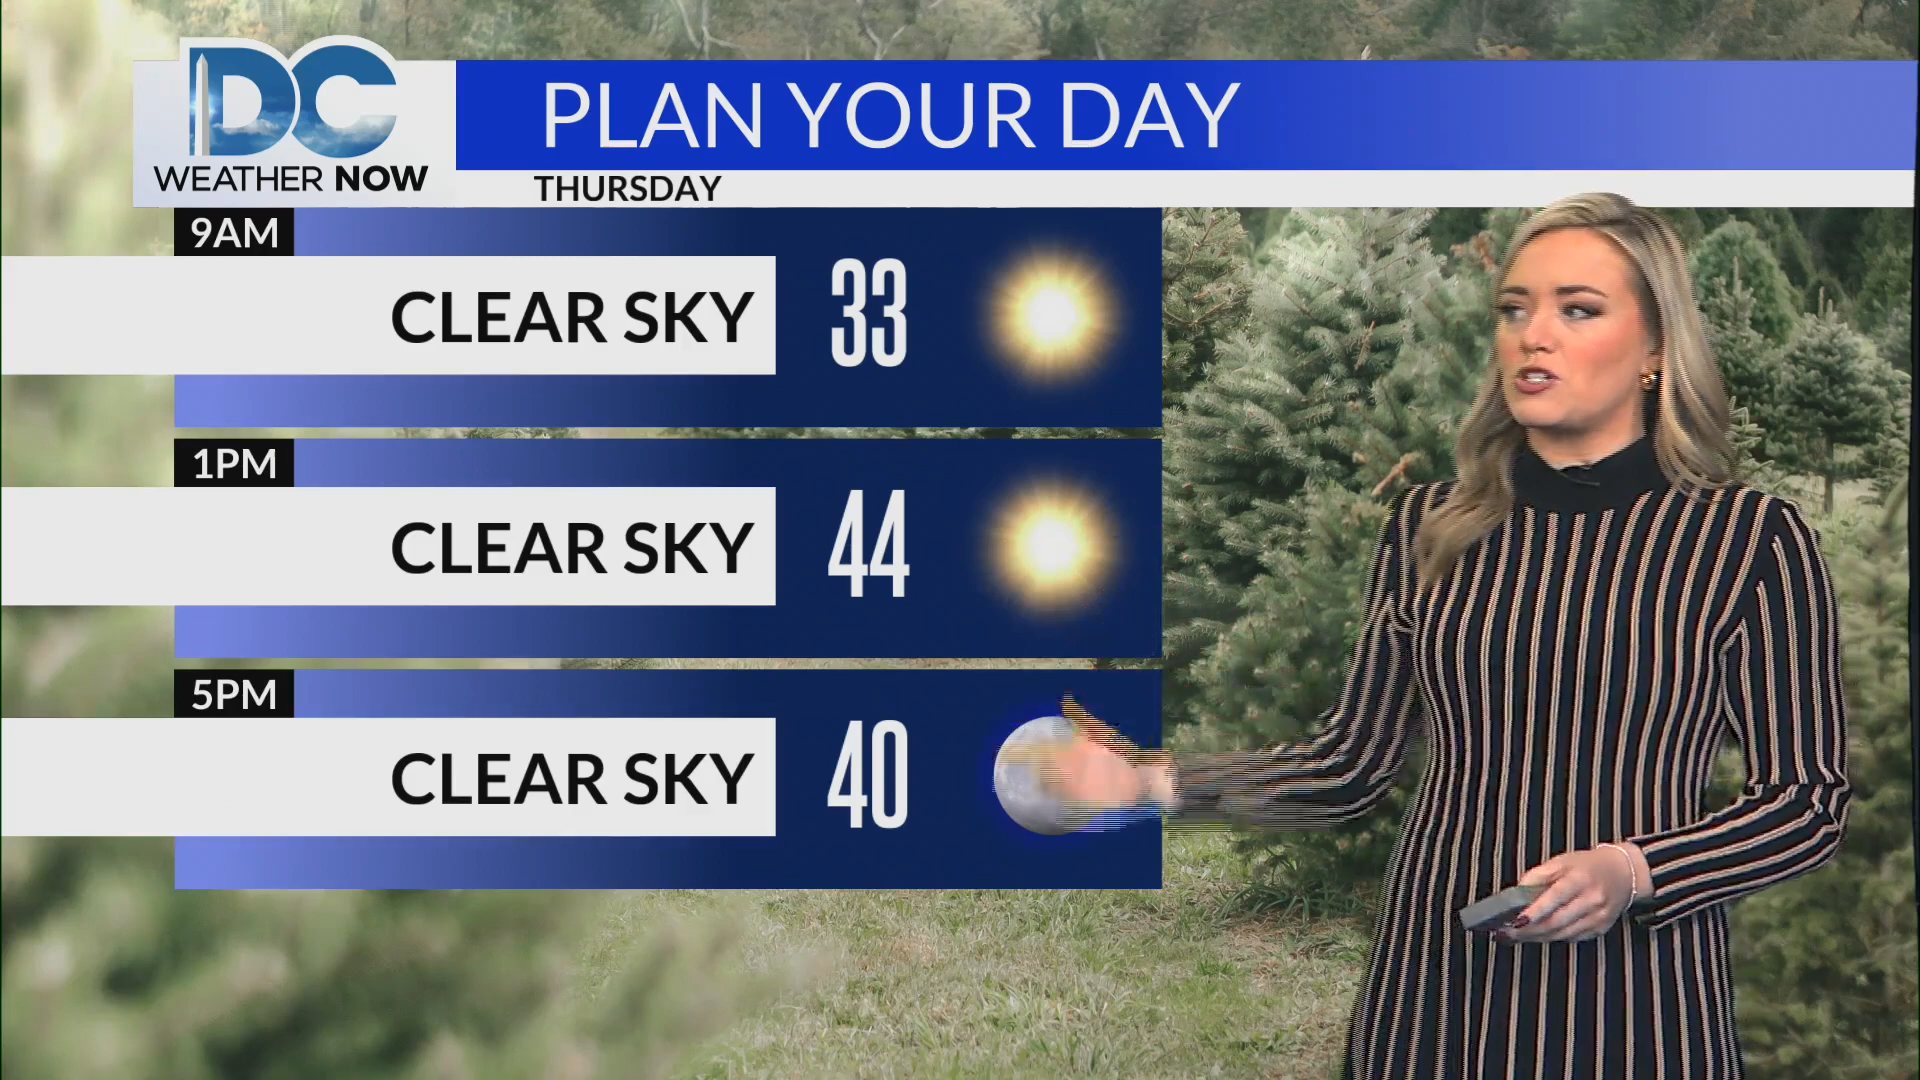 DC
WEATHER NOW
PLAN YOUR DAY
THURSDAY
9AM
CLEAR SKY 33
1PM
CLEAR SKY 44
5PM
CLEAR SKY 40